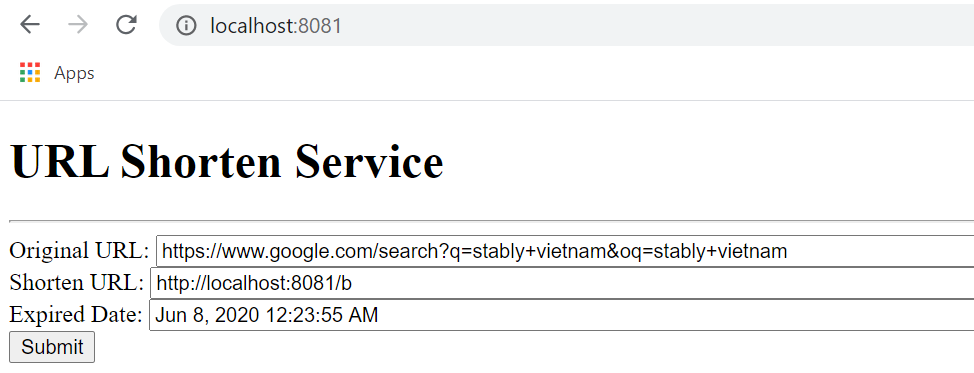 localhost:8081
Apps
URL Shorten Service
Original URL: https://www.google.com/search?q=stably+vietnam&oq=stably+vietnam
Shorten URL: http://localhost:8081/b
Expired Date: Jun 8, 2020 12:23:55 AM
Submit